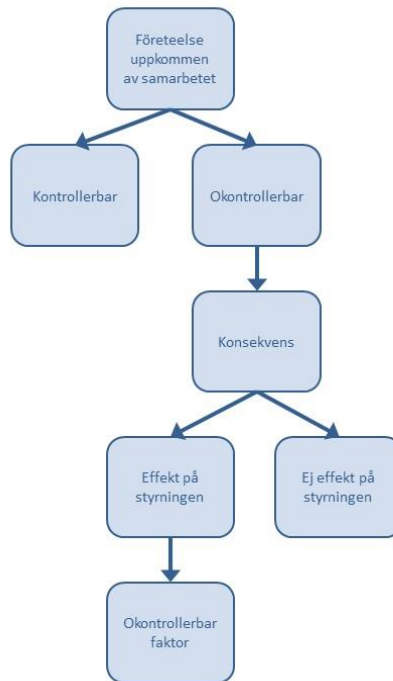 Företeelse
uppkommen
av samarbetet
Kontrollerbar
Okontrollerbar
Konsekvens
Effekt på
styrningen
Ej effekt på
styrningen
Okontrollerbar
faktor